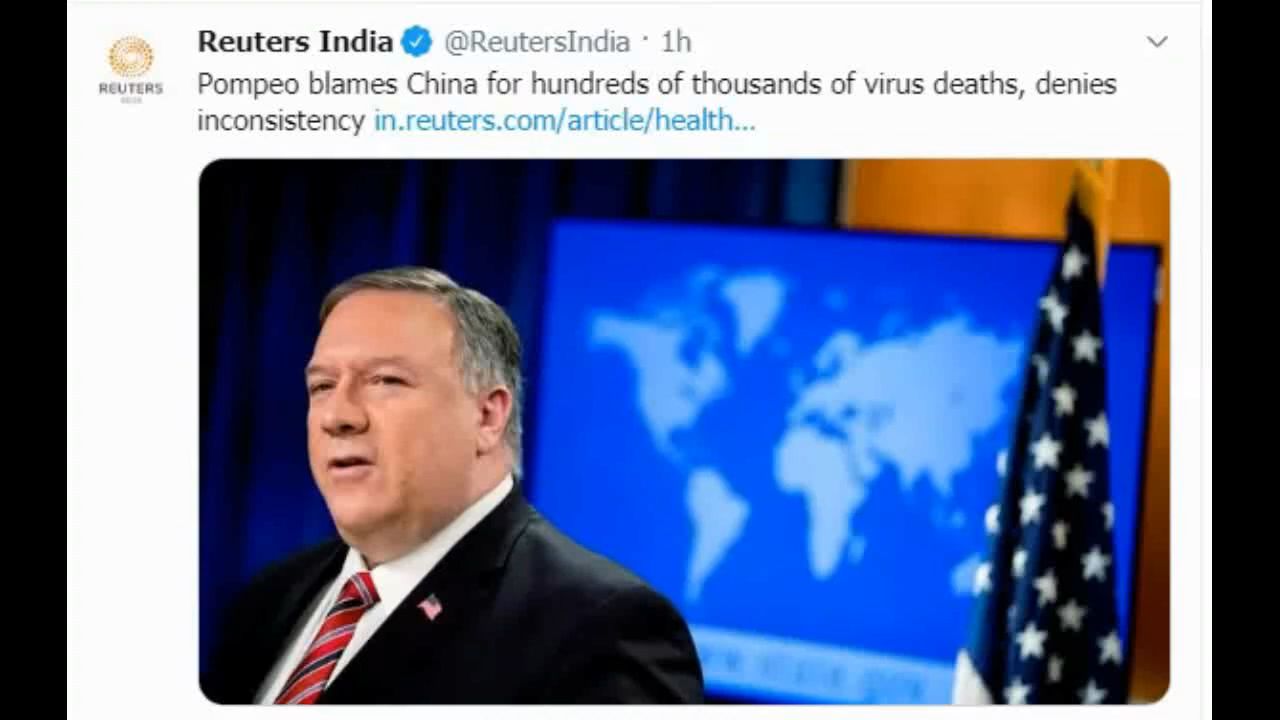 Reuters India @ReutersIndia · 1h
REUTERS
Pompeo blames China for hundreds of thousands of virus deaths, denies
inconsistency in.reuters.com/article/health...